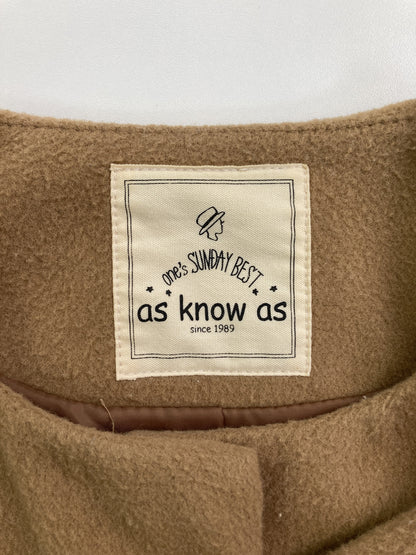 one's SUNDAY BEST
as know as
since 1989